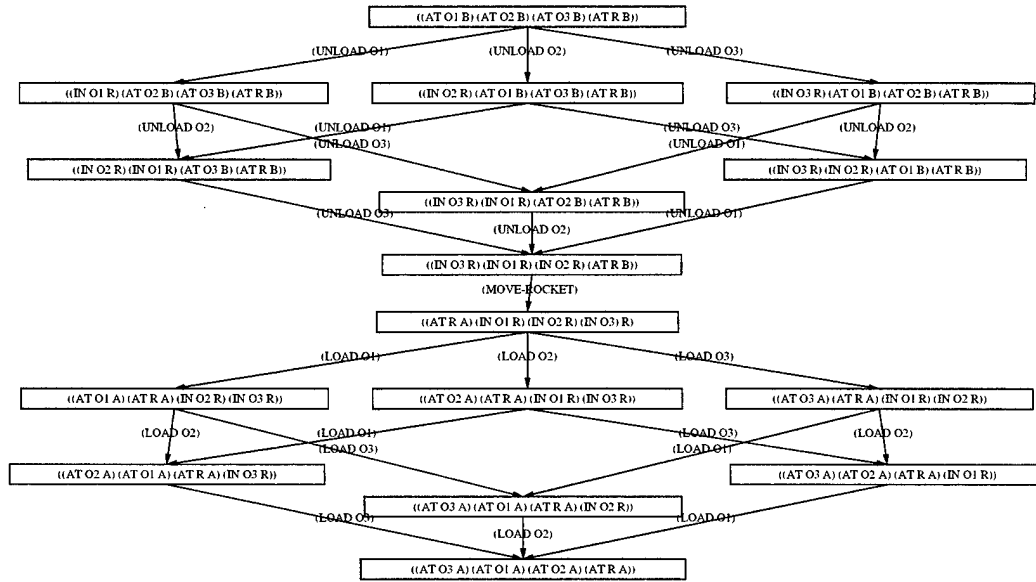 ((AT O1 B) (AT O2 B) (AT O3 B) (AT R B))
(UNLOAD O1) (UNLOAD O2) (UNLOAD O3)
((IN O1 R) (AT O2 B) (AT O3 B) (AT R B)) ((IN O2 R) (AT O1 B) (AT O3 B) (AT R B)) ((IN O3 R) (AT O1 B) (AT O2 B) (AT R B))
(UNLOAD O2) (UNLOAD O1) (UNLOAD O3) (UNLOAD O2)
(UNLOAD O3) (UNLOAD O1)
((IN O2 R) (IN O1 R) (AT O3 B) (AT R B)) ((IN O3 R) (IN O2 R) (AT O1 B) (AT R B))
((IN O3 R) (IN O1 R) (AT O2 B) (AT R B))
(UNLOAD O3) (UNLOAD O2) (UNLOAD O1)
((IN O3 R) (IN O1 R) (IN O2 R) (AT R B))
(MOVE-ROCKET)
((AT R A) (IN O1 R) (IN O2 R) (IN O3) R)
(LOAD O1) (LOAD O2) (LOAD O3)
((AT O1 A) (AT R A) (IN O2 R) (IN O3 R)) ((AT O2 A) (AT R A) (IN O1 R) (IN O3 R)) ((AT O3 A) (AT R A) (IN O1 R) (IN O2 R))
(LOAD O2) (LOAD O1) (LOAD O3) (LOAD O2)
(LOAD O3) (LOAD O1)
((AT O2 A) (AT O1 A) (AT R A) (IN O3 R)) ((AT O3 A) (AT O2 A) (AT R A) (IN O1 R))
((AT O3 A) (AT O1 A) (AT R A) (IN O2 R))
(LOAD O3) (LOAD O2) (LOAD O1)
((AT O3 A) (AT O1 A) (AT O2 A) (AT R A))